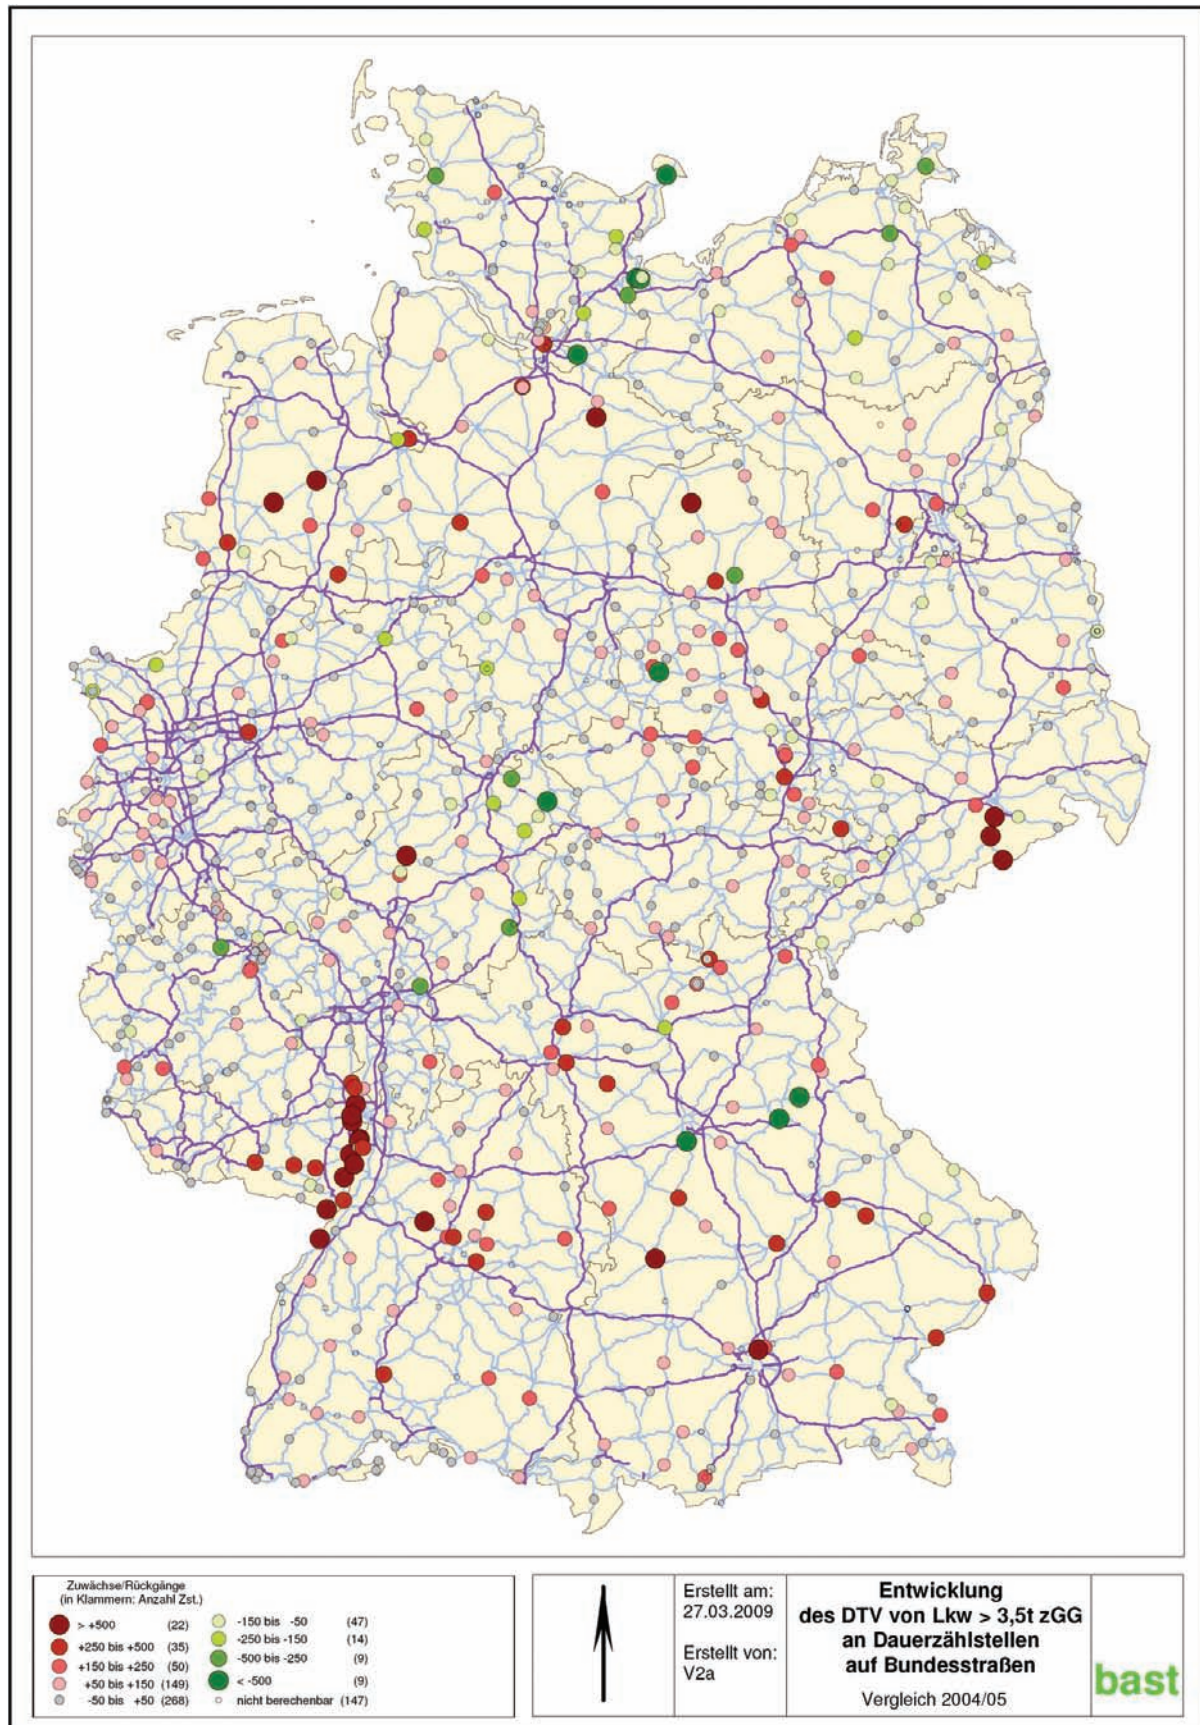 Zuwächse/Rückgänge
(in Klammern: Anzahl Zst.)
> +500 (22)
+250 bis +500 (35)
+150 bis +250 (50)
+50 bis +150 (149)
-50 bis +50 (268)
-150 bis -50 (47)
-250 bis -150 (14)
-500 bis -250 (9)
< -500 (9)
nicht berechenbar (147)
Erstellt am:
27.03.2009
Erstellt von:
V2a
Entwicklung
des DTV von Lkw > 3,5t zGG
an Dauerzählstellen
auf Bundesstraßen
Vergleich 2004/05
bast